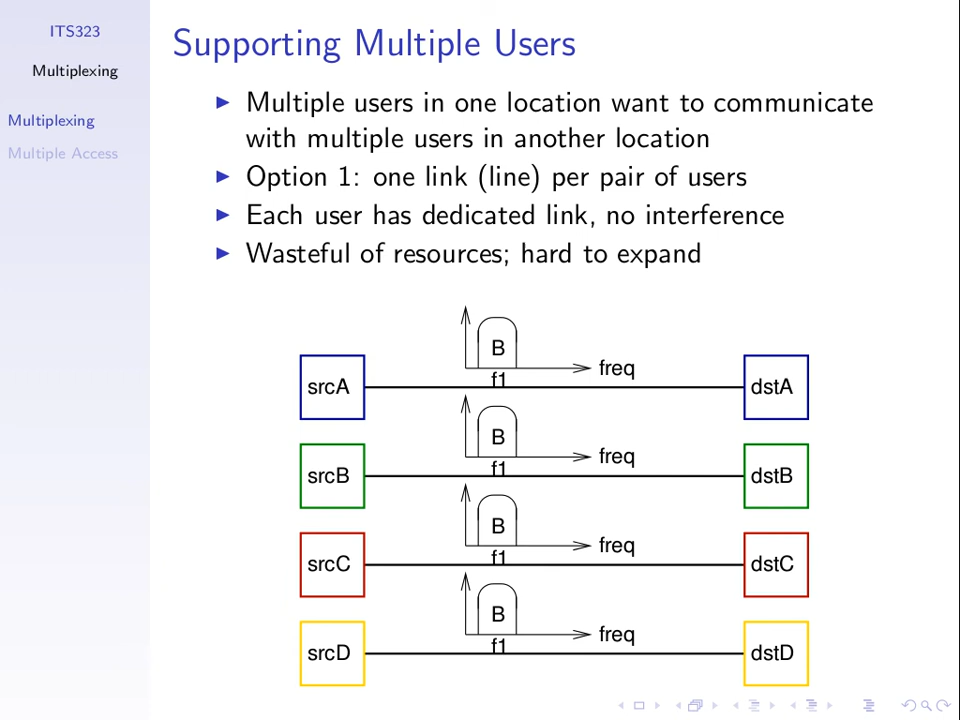 ITS323
Multiplexing
Multiplexing
Multiple Access
Supporting Multiple Users
Multiple users in one location want to communicate
with multiple users in another location
Option 1: one link (line) per pair of users
Each user has dedicated link, no interference
Wasteful of resources; hard to expand
B
freq
f1
srcA
dstA
B
freq
f1
srcB
dstB
B
freq
f1
srcC
dstC
B
freq
f1
srcD
dstD